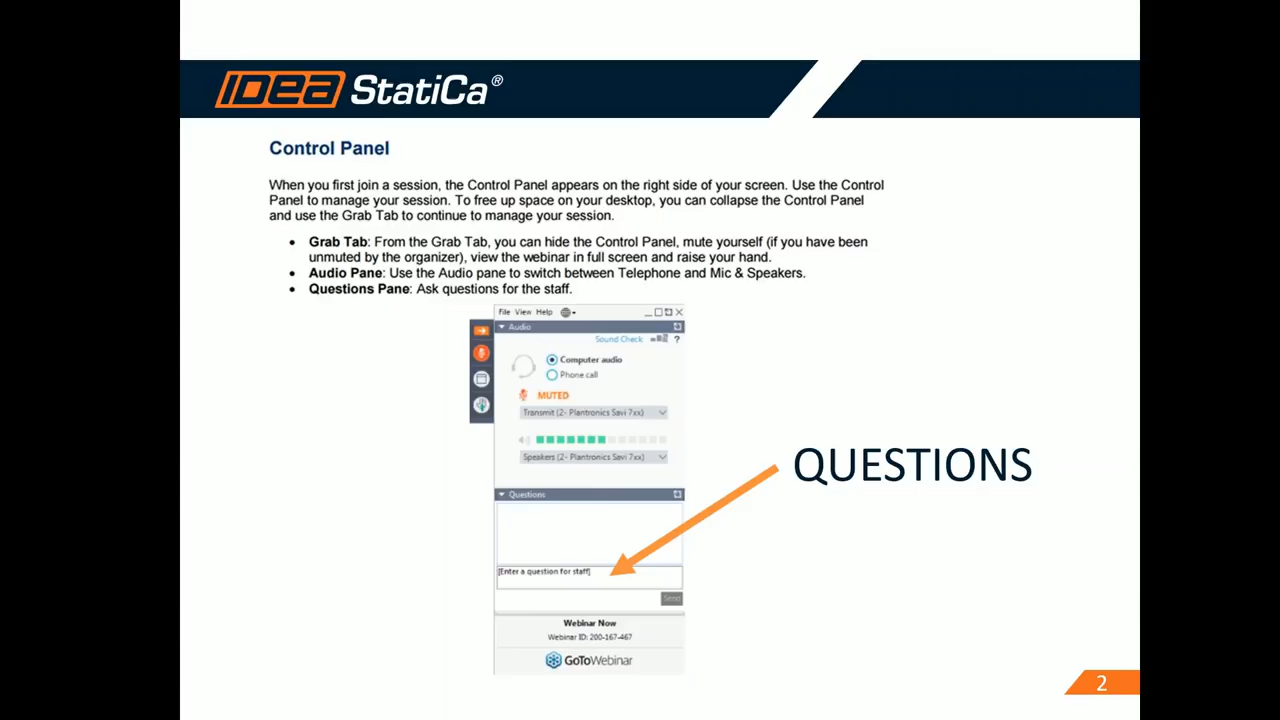 IDEA StatiCa®
Control Panel
When you first join a session, the Control Panel appears on the right side of your screen. Use the Control
Panel to manage your session. To free up space on your desktop, you can collapse the Control Panel
and use the Grab Tab to continue to manage your session.
• Grab Tab: From the Grab Tab, you can hide the Control Panel, mute yourself (if you have been
unmuted by the organizer), view the webinar in full screen and raise your hand.
• Audio Pane: Use the Audio pane to switch between Telephone and Mic & Speakers.
• Questions Pane: Ask questions for the staff.
File View Help
Audio
Sound Check ?
Computer audio
Phone call
MUTED
Transmit (2- Plantronics Savi 7xx)
Speakers (2- Plantronics Savi 7xx)
QUESTIONS
Questions
[Enter a question for staff]
Send
Webinar Now
Webinar ID: 200-167-467
GoToWebinar
2